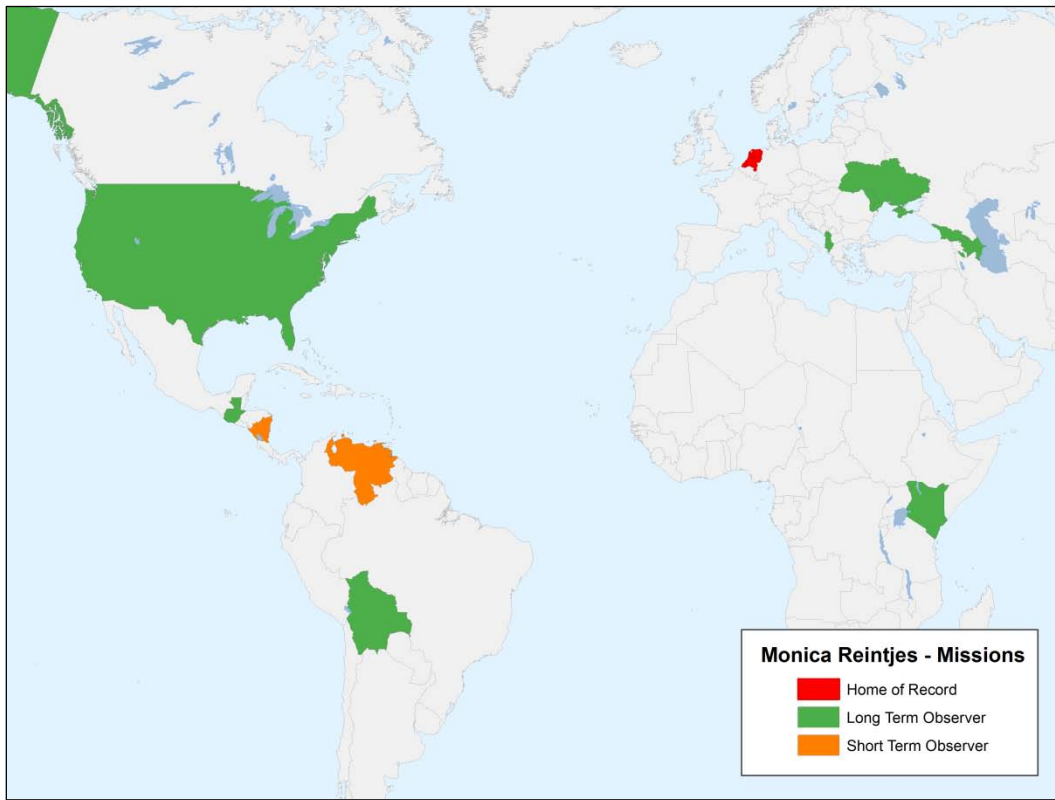 Monica Reintjes - Missions
Home of Record
Long Term Observer
Short Term Observer